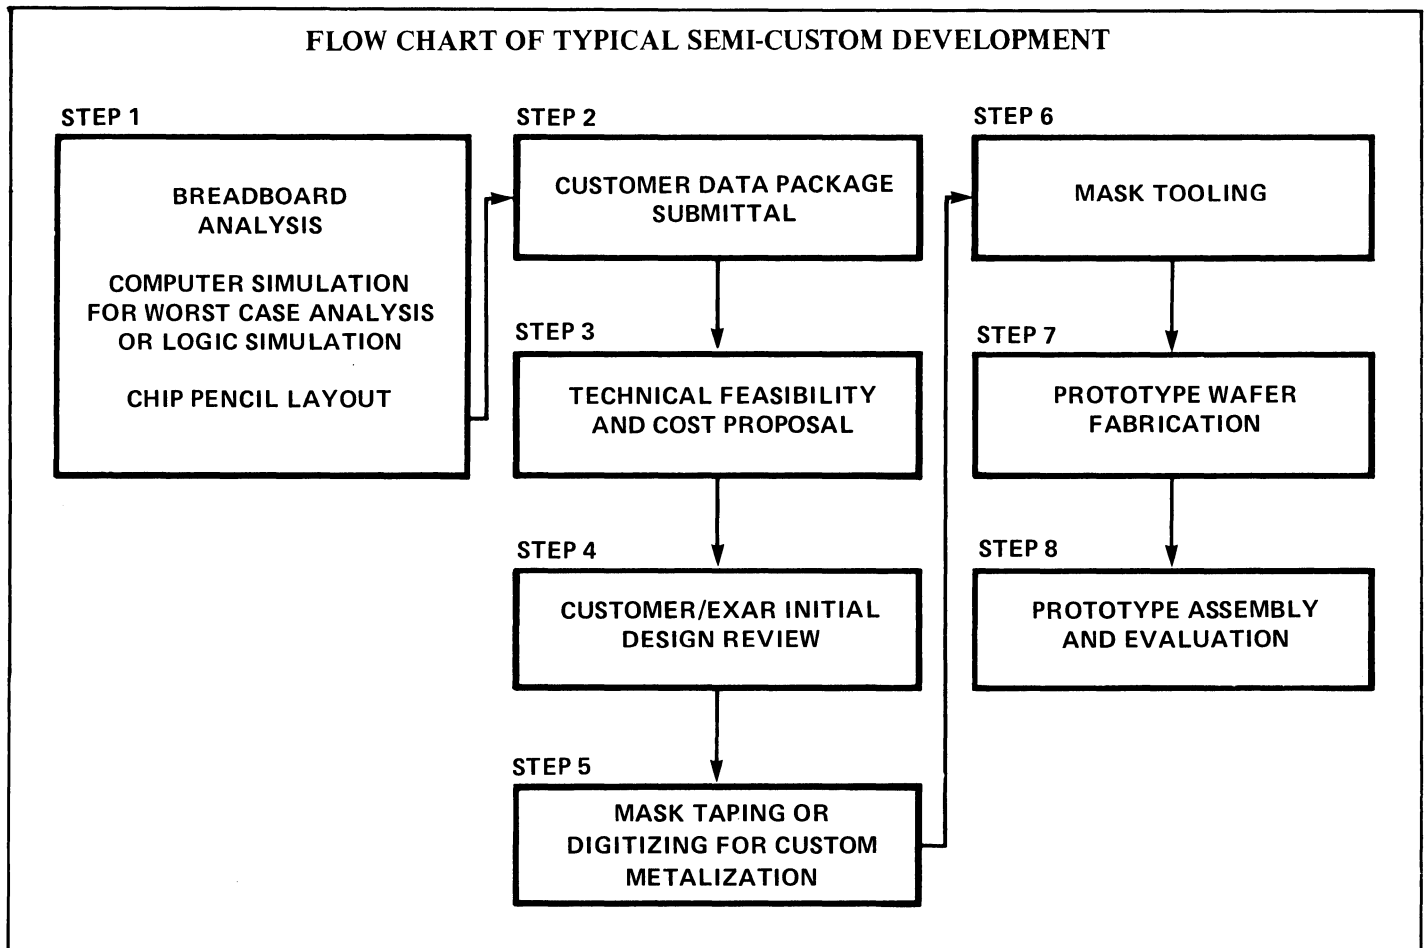 FLOW CHART OF TYPICAL SEMI-CUSTOM DEVELOPMENT
STEP 1
BREADBOARD
ANALYSIS
COMPUTER SIMULATION
FOR WORST CASE ANALYSIS
OR LOGIC SIMULATION
CHIP PENCIL LAYOUT
STEP 2
CUSTOMER DATA PACKAGE
SUBMITTAL
STEP 3
TECHNICAL FEASIBILITY
AND COST PROPOSAL
STEP 4
CUSTOMER/EXAR INITIAL
DESIGN REVIEW
STEP 5
MASK TAPING OR
DIGITIZING FOR CUSTOM
METALIZATION
STEP 6
MASK TOOLING
STEP 7
PROTOTYPE WAFER
FABRICATION
STEP 8
PROTOTYPE ASSEMBLY
AND EVALUATION